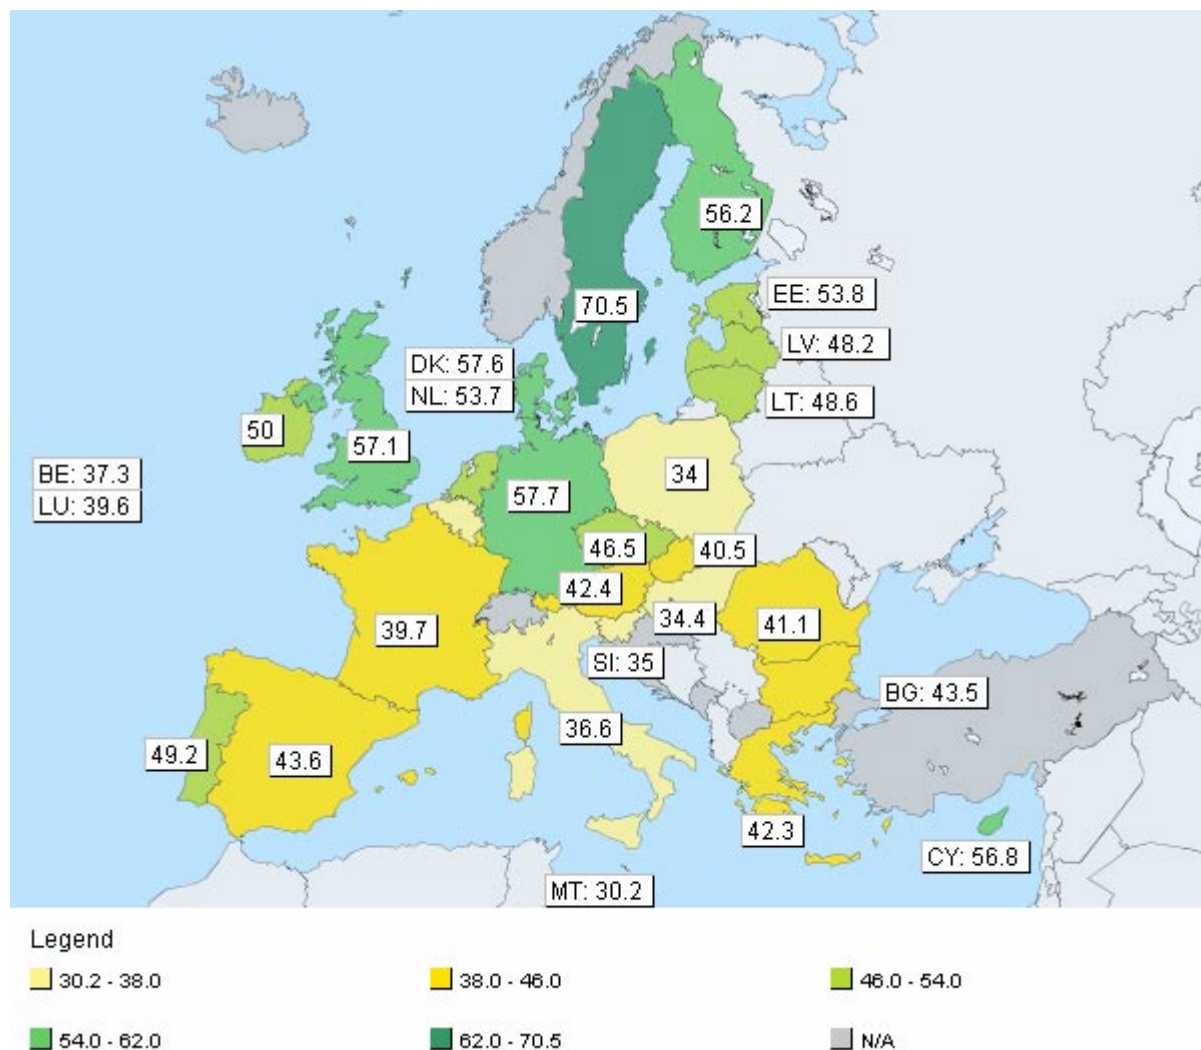 56.2
EE: 53.8
70.5
LV: 48.2
DK: 57.6
NL: 53.7
LT: 48.6
50
57.1
BE: 37.3
LU: 39.6
34
57.7
46.5
40.5
42.4
34.4
39.7
41.1
SI: 35
BG: 43.5
36.6
49.2
43.6
42.3
CY: 56.8
MT: 30.2
Legend
30.2 - 38.0
38.0 - 46.0
46.0 - 54.0
54.0 - 62.0
62.0 - 70.5
N/A